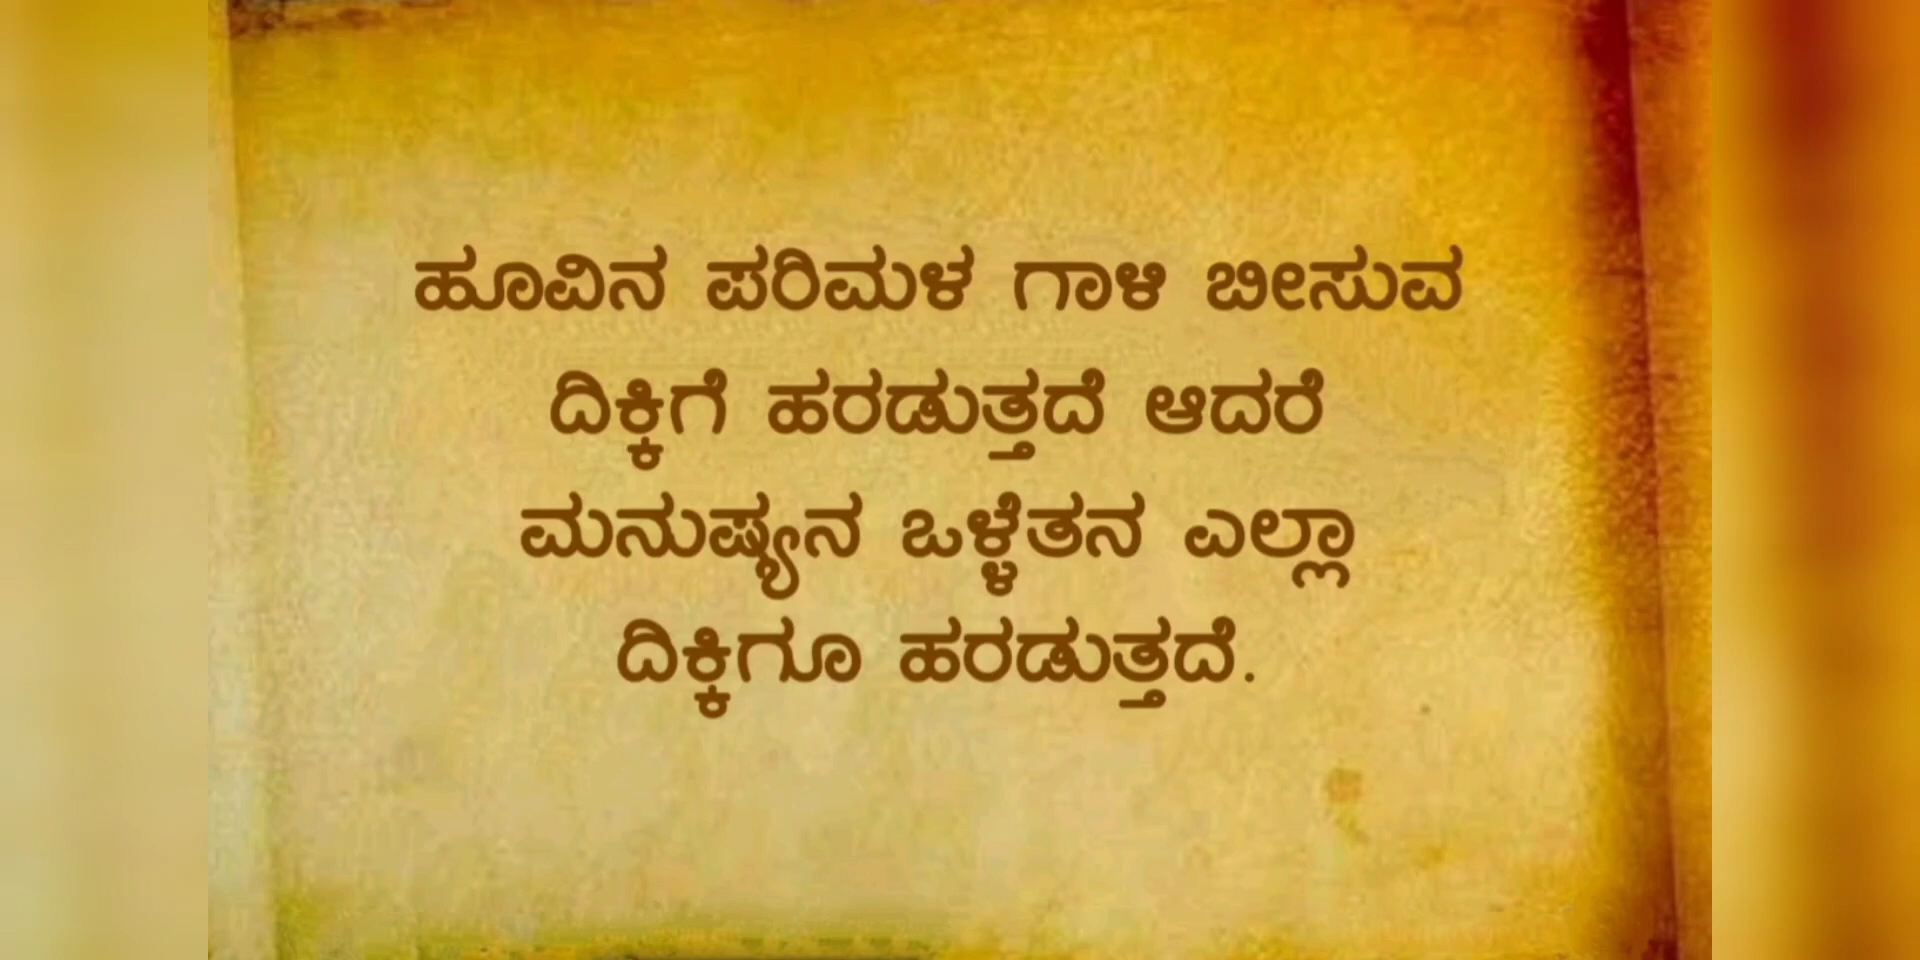 ಹೂವಿನ ಪರಿಮಳ ಗಾಳಿ ಬೀಸುವ
ದಿಕ್ಕಿಗೆ ಹರಡುತ್ತದೆ ಆದರೆ
ಮನುಷ್ಯನ ಒಳ್ಳೆತನ ಎಲ್ಲಾ
ದಿಕ್ಕಿಗೂ ಹರಡುತ್ತದೆ.